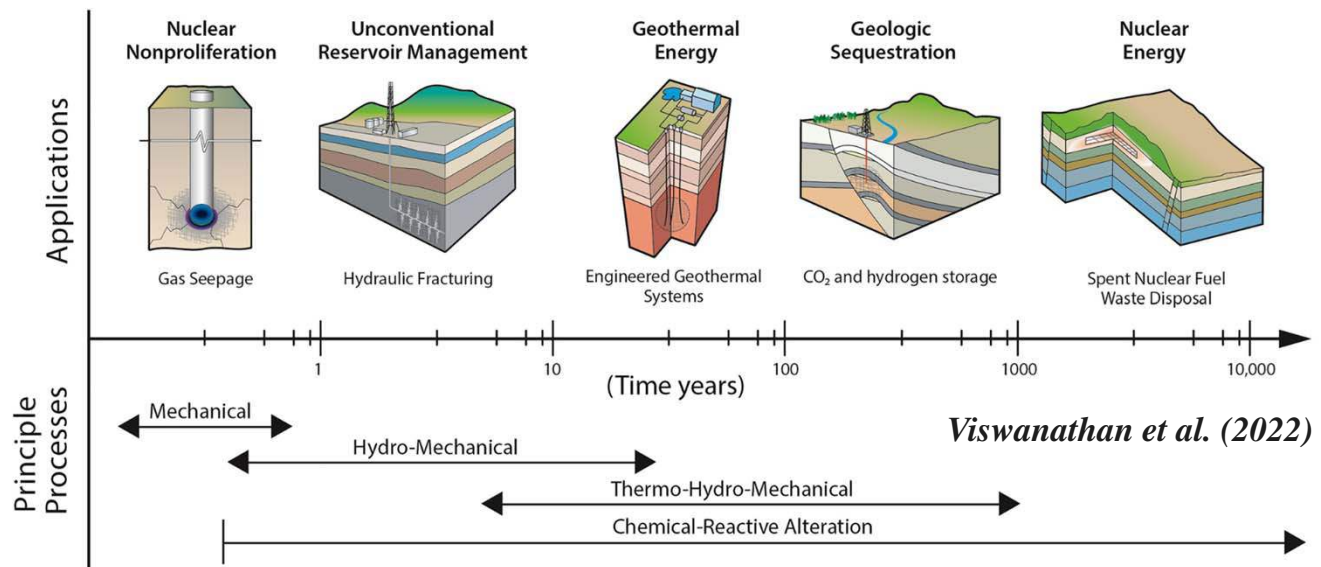 Nuclear
Nonproliferation
Unconventional
Reservoir Management
Geothermal
Energy
Geologic
Sequestration
Nuclear
Energy
Applications
Gas Seepage
Hydraulic Fracturing
Engineered Geothermal
Systems
CO₂ and hydrogen storage
Spent Nuclear Fuel
Waste Disposal
1
10
100
1000
10,000
(Time years)
Principle
Processes
Mechanical
Viswanathan et al. (2022)
Hydro-Mechanical
Thermo-Hydro-Mechanical
Chemical-Reactive Alteration